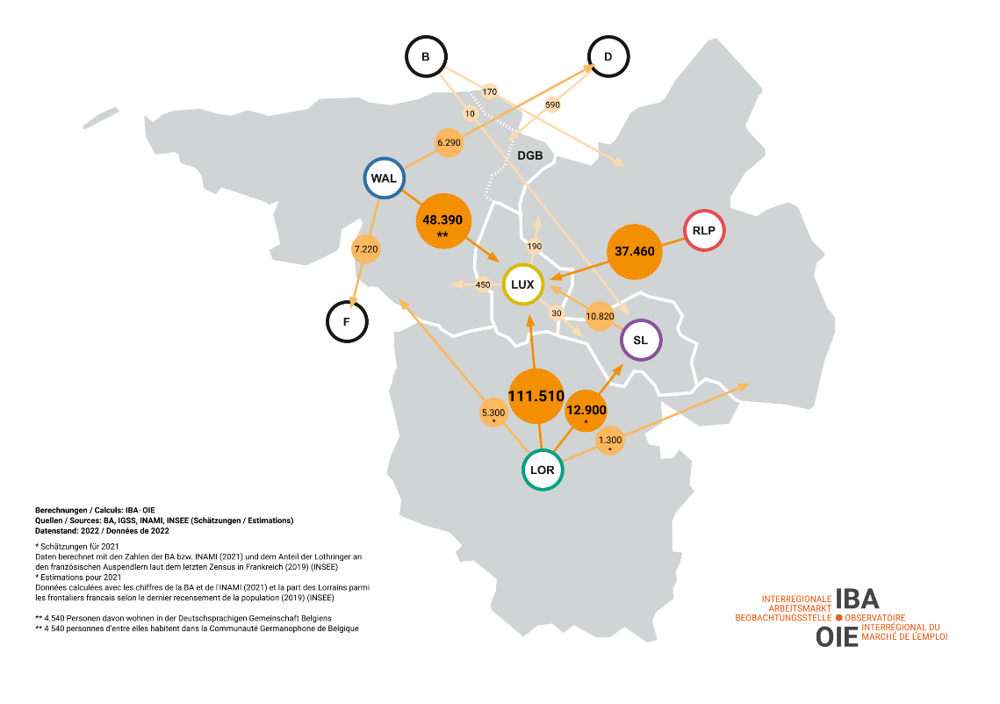 B
D
170
10
590
6.290
DGB
WAL
48.390
**
RLP
7.220
190
37.460
450
LUX
30
10.820
F
SL
111.510
5.300
*
12.900
*
1.300
*
LOR
Berechnungen / Calculs: IBA·OIE
Quellen / Sources: BA, IGSS, INAMI, INSEE (Schätzungen / Estimations)
Datenstand: 2022 / Données de 2022
* Schätzungen für 2021
Daten berechnet mit den Zahlen der BA bzw. INAMI (2021) und dem Anteil der Lothringer an
den französischen Auspendlern laut dem letzten Zensus in Frankreich (2019) (INSEE)
* Estimations pour 2021
Données calculées avec les chiffres de la BA et de l'INAMI (2021) et la part des Lorrains parmi
les frontaliers francais selon le dernier recensement de la population (2019) (INSEE)
** 4.540 Personen davon wohnen in der Deutschsprachigen Gemeinschaft Belgiens
** 4 540 personnes d'entre elles habitent dans la Communauté Germanophone de Belgique
INTERREGIONALE
ARBEITSMARKT
BEOBACHTUNGSSTELLE
IBA
OIE
OBSERVATOIRE
INTERRÉGIONAL DU
MARCHÉ DE L'EMPLOI